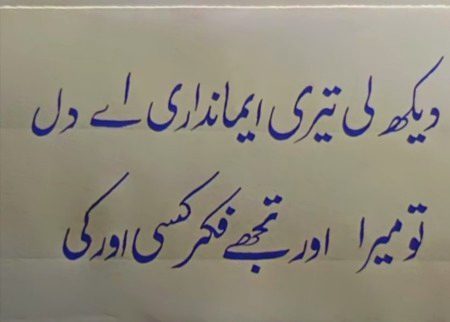 دیکھ لی تیری ایمانداری اے دل
تو میرا اور تجھے فکر کسی اور کی